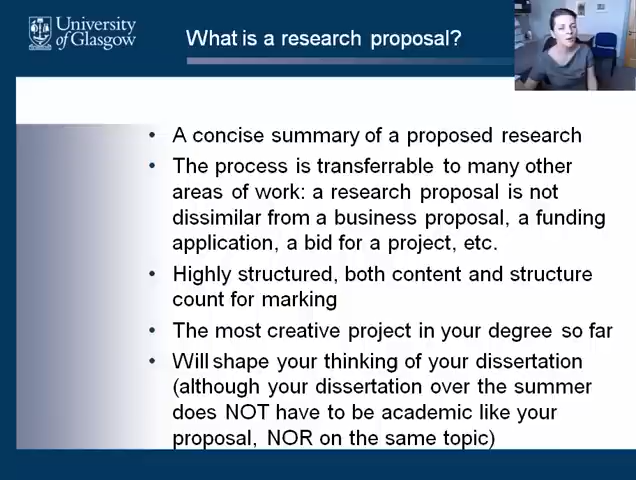 University
of Glasgow
What is a research proposal?
• A concise summary of a proposed research
• The process is transferrable to many other
areas of work: a research proposal is not
dissimilar from a business proposal, a funding
application, a bid for a project, etc.
• Highly structured, both content and structure
count for marking
• The most creative project in your degree so far
• Will shape your thinking of your dissertation
(although your dissertation over the summer
does NOT have to be academic like your
proposal, NOR on the same topic)